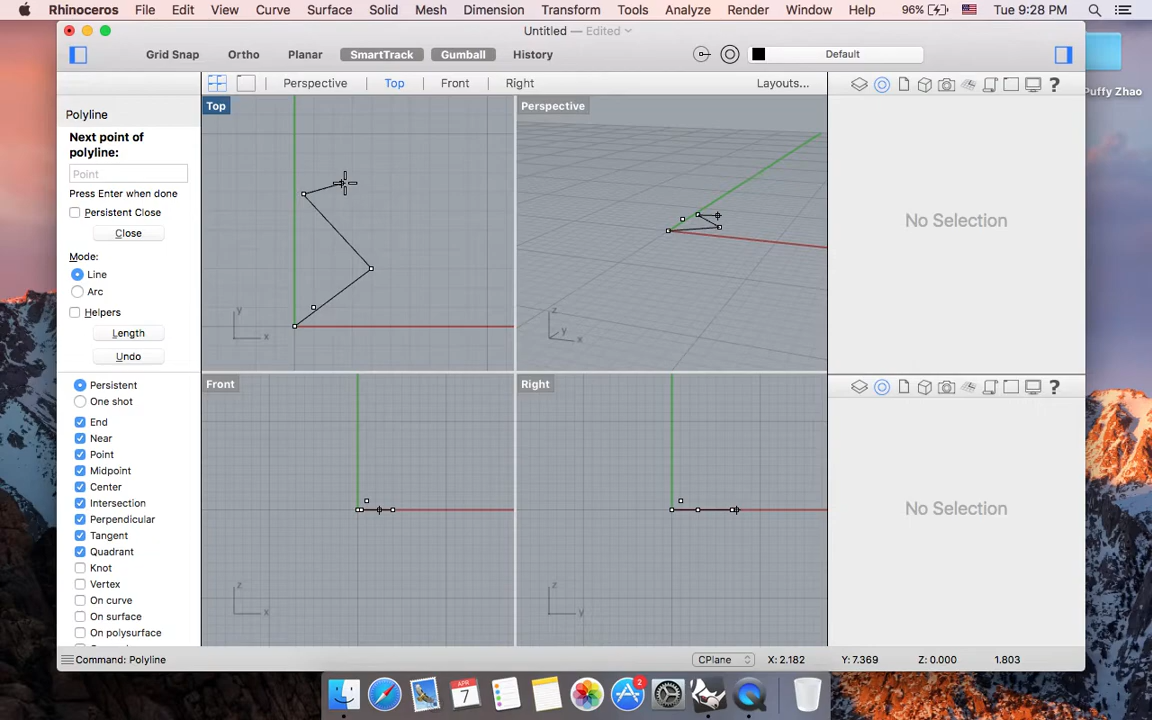 Rhinoceros File Edit View Curve Surface Solid Mesh Dimension Transform Tools Analyze Render Window Help 96% Tue 9:28 PM
Untitled — Edited
Grid Snap Ortho Planar SmartTrack Gumball History Default
Perspective Top Front Right Layouts...
Puffy Zhao
Polyline
Next point of
polyline:
Point
Press Enter when done
Persistent Close
Close
Mode:
Line
Arc
Helpers
Length
Undo
Persistent
One shot
End
Near
Point
Midpoint
Center
Intersection
Perpendicular
Tangent
Quadrant
Knot
Vertex
On curve
On surface
On polysurface
Top
y
x
Perspective
z
y
x
Front
z
x
Right
z
y
?
No Selection
?
No Selection
Command: Polyline CPlane X: 2.182 Y: 7.369 Z: 0.000 1.803
7
2